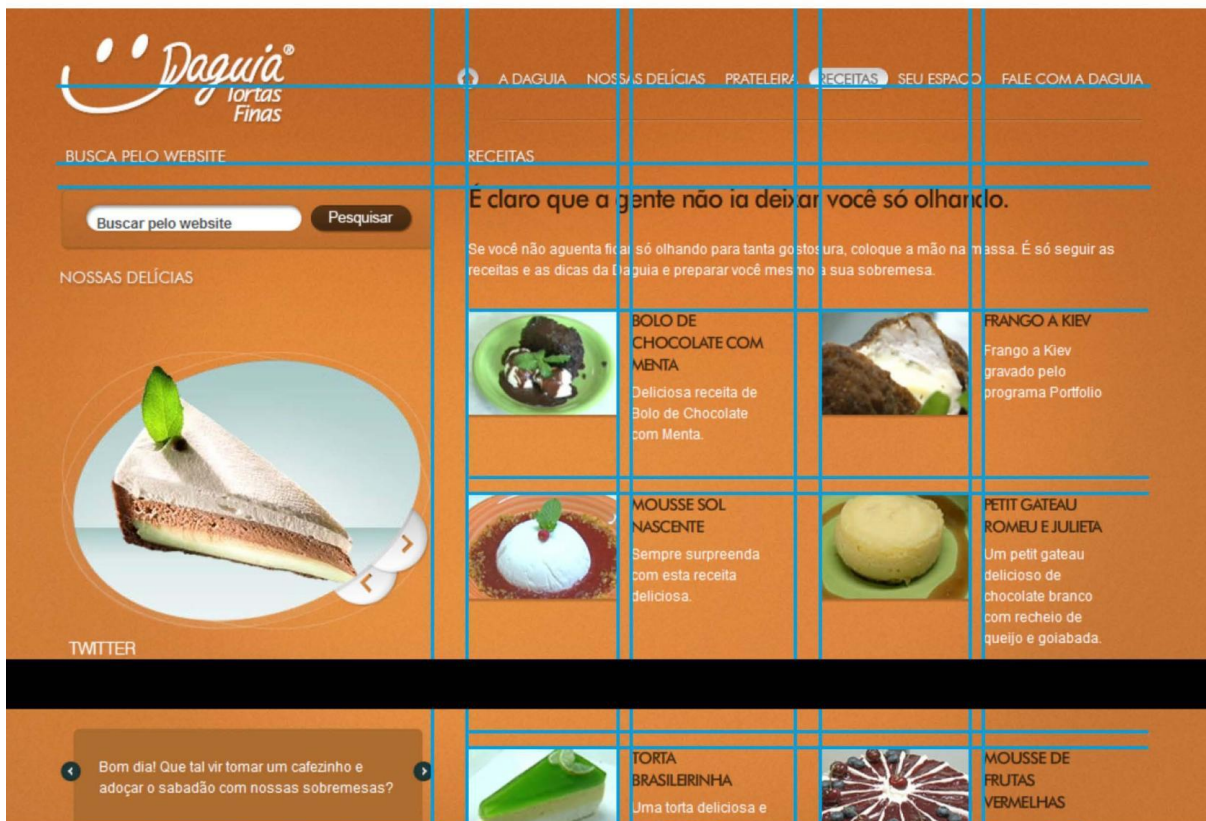 Daguia®
Tortas
Finas
A DAGUIA NOSSAS DELÍCIAS PRATELEIRA RECEITAS SEU ESPAÇO FALE COM A DAGUIA
BUSCA PELO WEBSITE
Buscar pelo website
Pesquisar
NOSSAS DELÍCIAS
TWITTER
Bom dia! Que tal vir tomar um cafezinho e
adoçar o sabadão com nossas sobremesas?
RECEITAS
É claro que a gente não ia deixar você só olhando.
Se você não aguenta ficar só olhando para tanta gostosura, coloque a mão na massa. É só seguir as
receitas e as dicas da Daguia e preparar você mesmo a sua sobremesa.
BOLO DE
CHOCOLATE COM
MENTA
Deliciosa receita de
Bolo de Chocolate
com Menta.
FRANGO A KIEV
Frango a Kiev
gravado pelo
programa Portfolio
MOUSSE SOL
NASCENTE
Sempre surpreenda
com esta receita
deliciosa.
PETIT GATEAU
ROMEU E JULIETA
Um petit gateau
delicioso de
chocolate branco
com recheio de
queijo e goiabada.
TORTA
BRASILEIRINHA
Uma torta deliciosa e
MOUSSE DE
FRUTAS
VERMELHAS